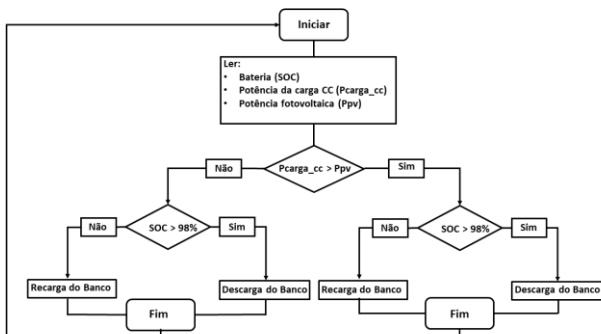 Iniciar
Ler:
• Bateria (SOC)
• Potência da carga CC (Pcarga_cc)
• Potência fotovoltaica (Ppv)
Não
Pcarga_cc > Ppv
Sim
Não
SOC > 98%
Sim
Não
SOC > 98%
Sim
Recarga do Banco
Descarga do Banco
Recarga do Banco
Descarga do Banco
Fim
Fim